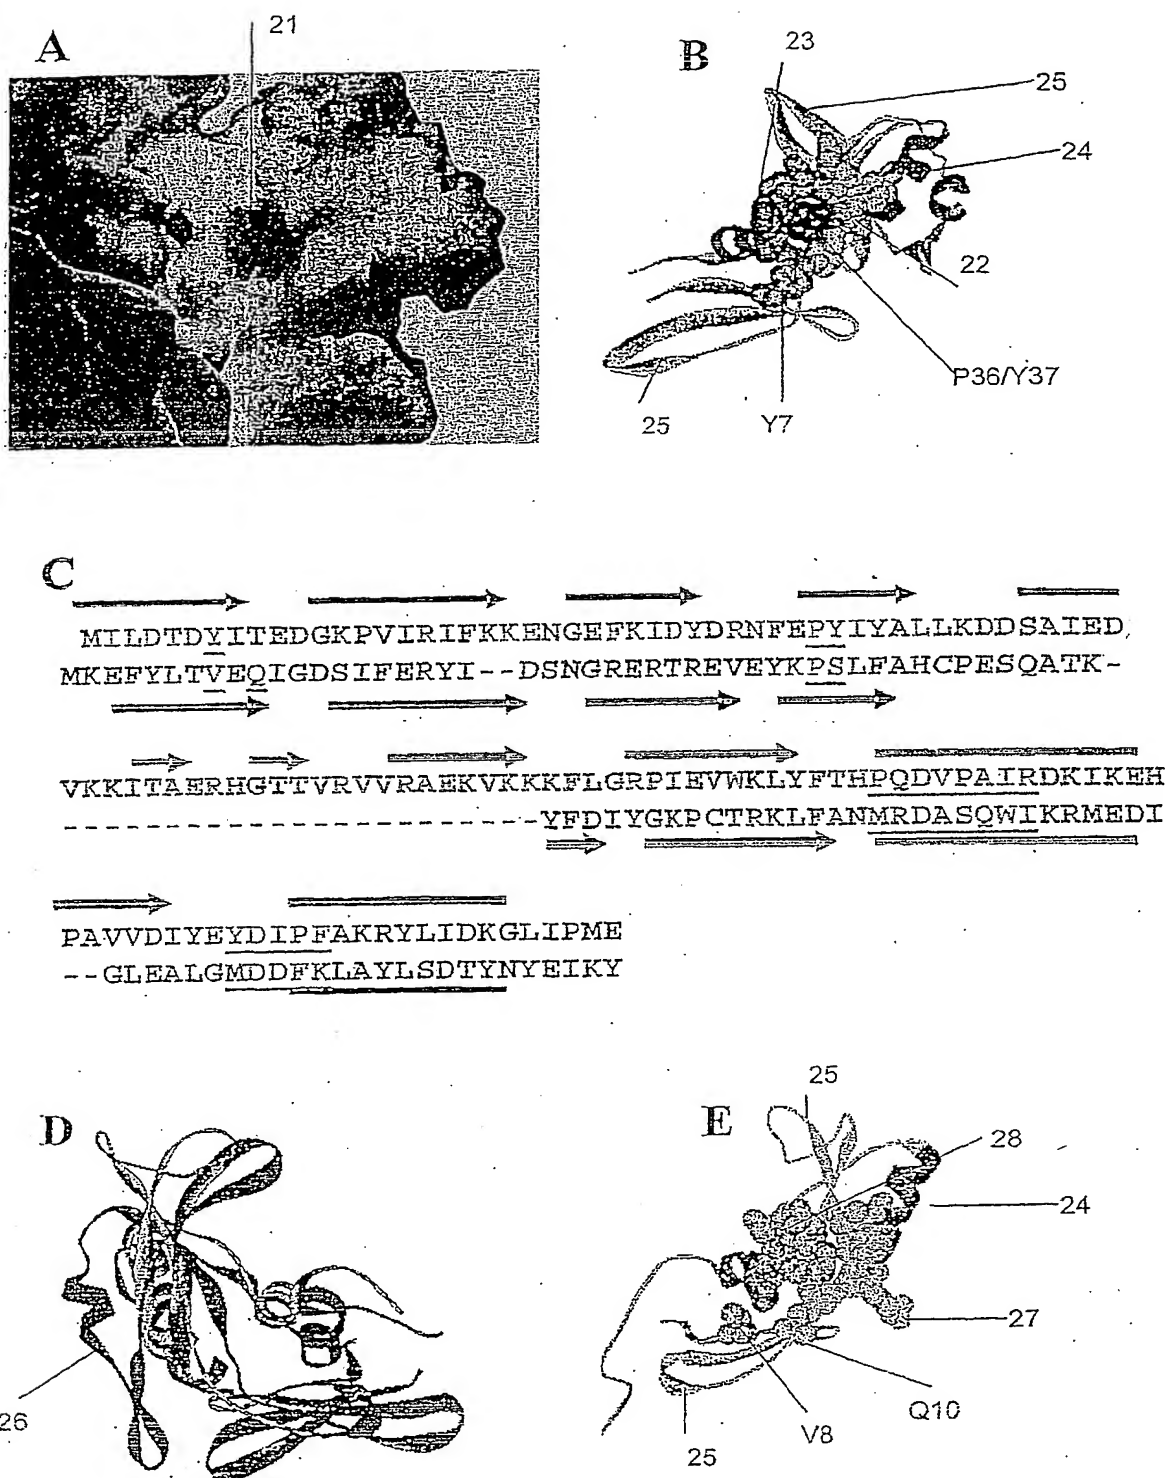 A
21
B
23
25
24
22
P36/Y37
25
Y7
C
MILDTDYITEDGKPVIRIFKKENGEFKIDYDRNFEPYIYALLKDDSAIED
MKEFYLTVEQIGDSIFERYI--DSNGRERTREVEYKPSLFAHCPESQATK~
VKKITAERHGTTVRVVRAEKVKKKFLGRPIEVWKLYFTHPQDVPAIRDKIKEH
-----------------------YFDIYGKPCTRKLFANMRDASQWIKRMEDI
PAVVDIYEYDIPFAKRYLIDKGLIPME
--GLEALGMDDFKLAYLSDTYNYEIKY
D
26
E
25
28
24
27
Q10
V8
25